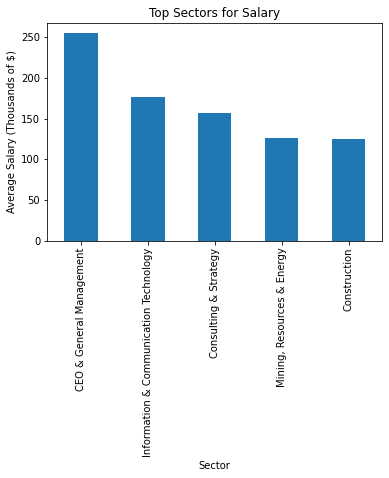 Top Sectors for Salary
Average Salary (Thousands of $)
250
200
150
100
50
0
CEO & General Management
Information & Communication Technology
Consulting & Strategy
Mining, Resources & Energy
Construction
Sector